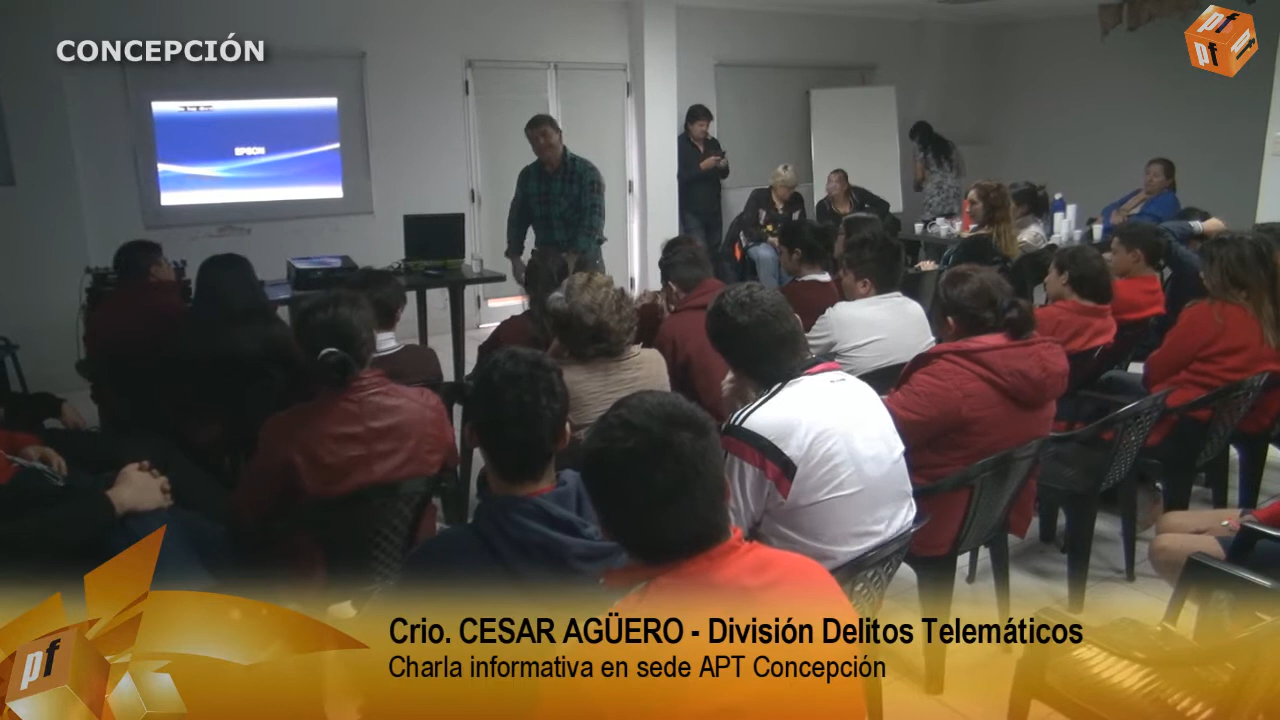 CONCEPCIÓN
pf
EPSON
pf
Crio. CESAR AGÜERO - División Delitos Telemáticos
Charla informativa en sede APT Concepción